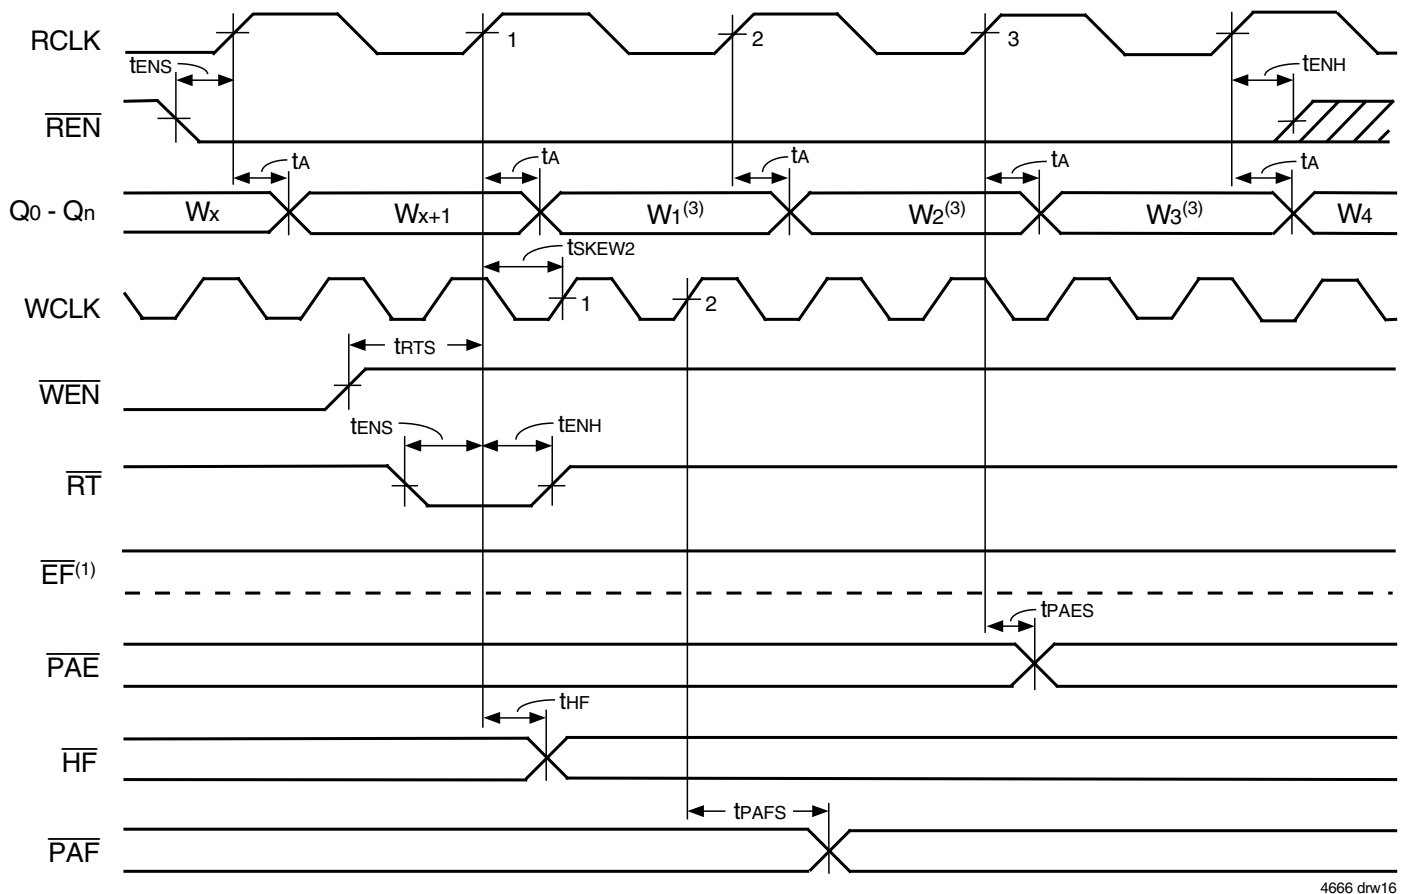 RCLK 1 2 3
tENS tENH
REN
tA tA tA tA tA
Q0 - Qn Wx Wx+1 W1(3) W2(3) W3(3) W4
tSKEW2
WCLK 1 2
tRTS
WEN
tENS tENH
RT
EF(1)
tPAES
PAE
tHF
HF
tPAFS
PAF
4666 drw16